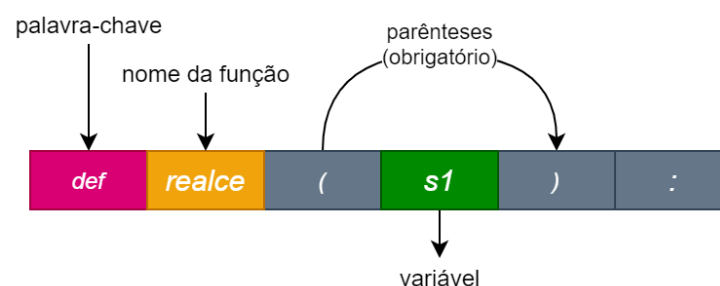 palavra-chave
nome da função
parênteses
(obrigatório)
def realce ( s1 ) :
variável